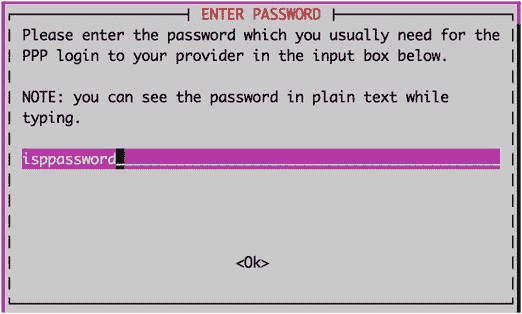 ENTER PASSWORD
Please enter the password which you usually need for the
PPP login to your provider in the input box below.
NOTE: you can see the password in plain text while
typing.
isppassword
<Ok>